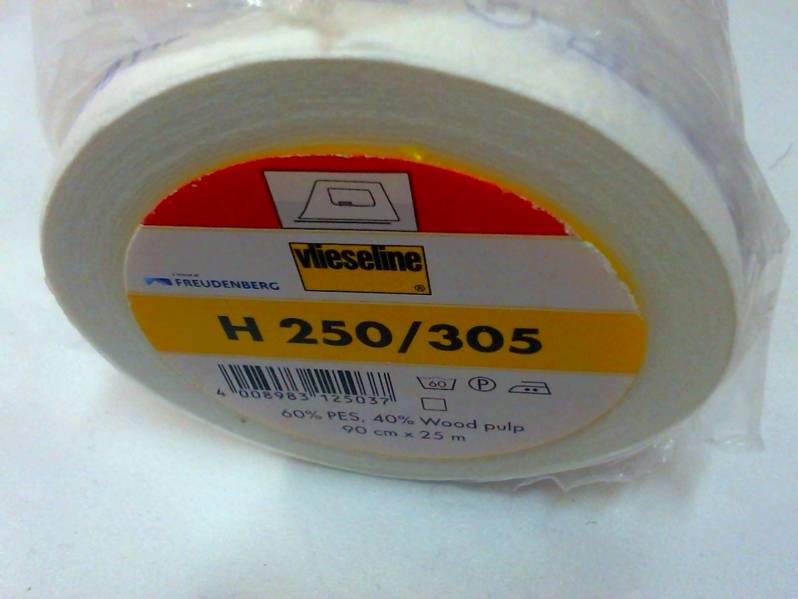 vlieseline
®
FREUDENBERG
H 250/305
60
P
4 008983 125037
60% PES, 40% Wood pulp
90 cm x 25 m